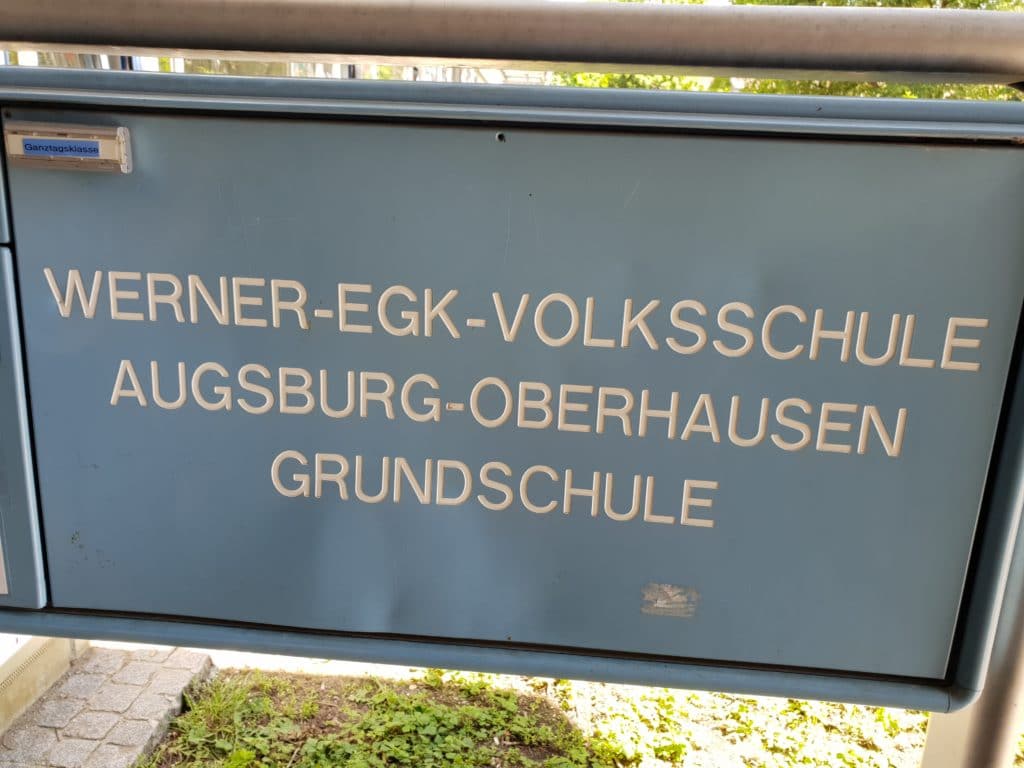 Ganztagsklasse
WERNER-EGK-VOLKSSCHULE
AUGSBURG-OBERHAUSEN
GRUNDSCHULE